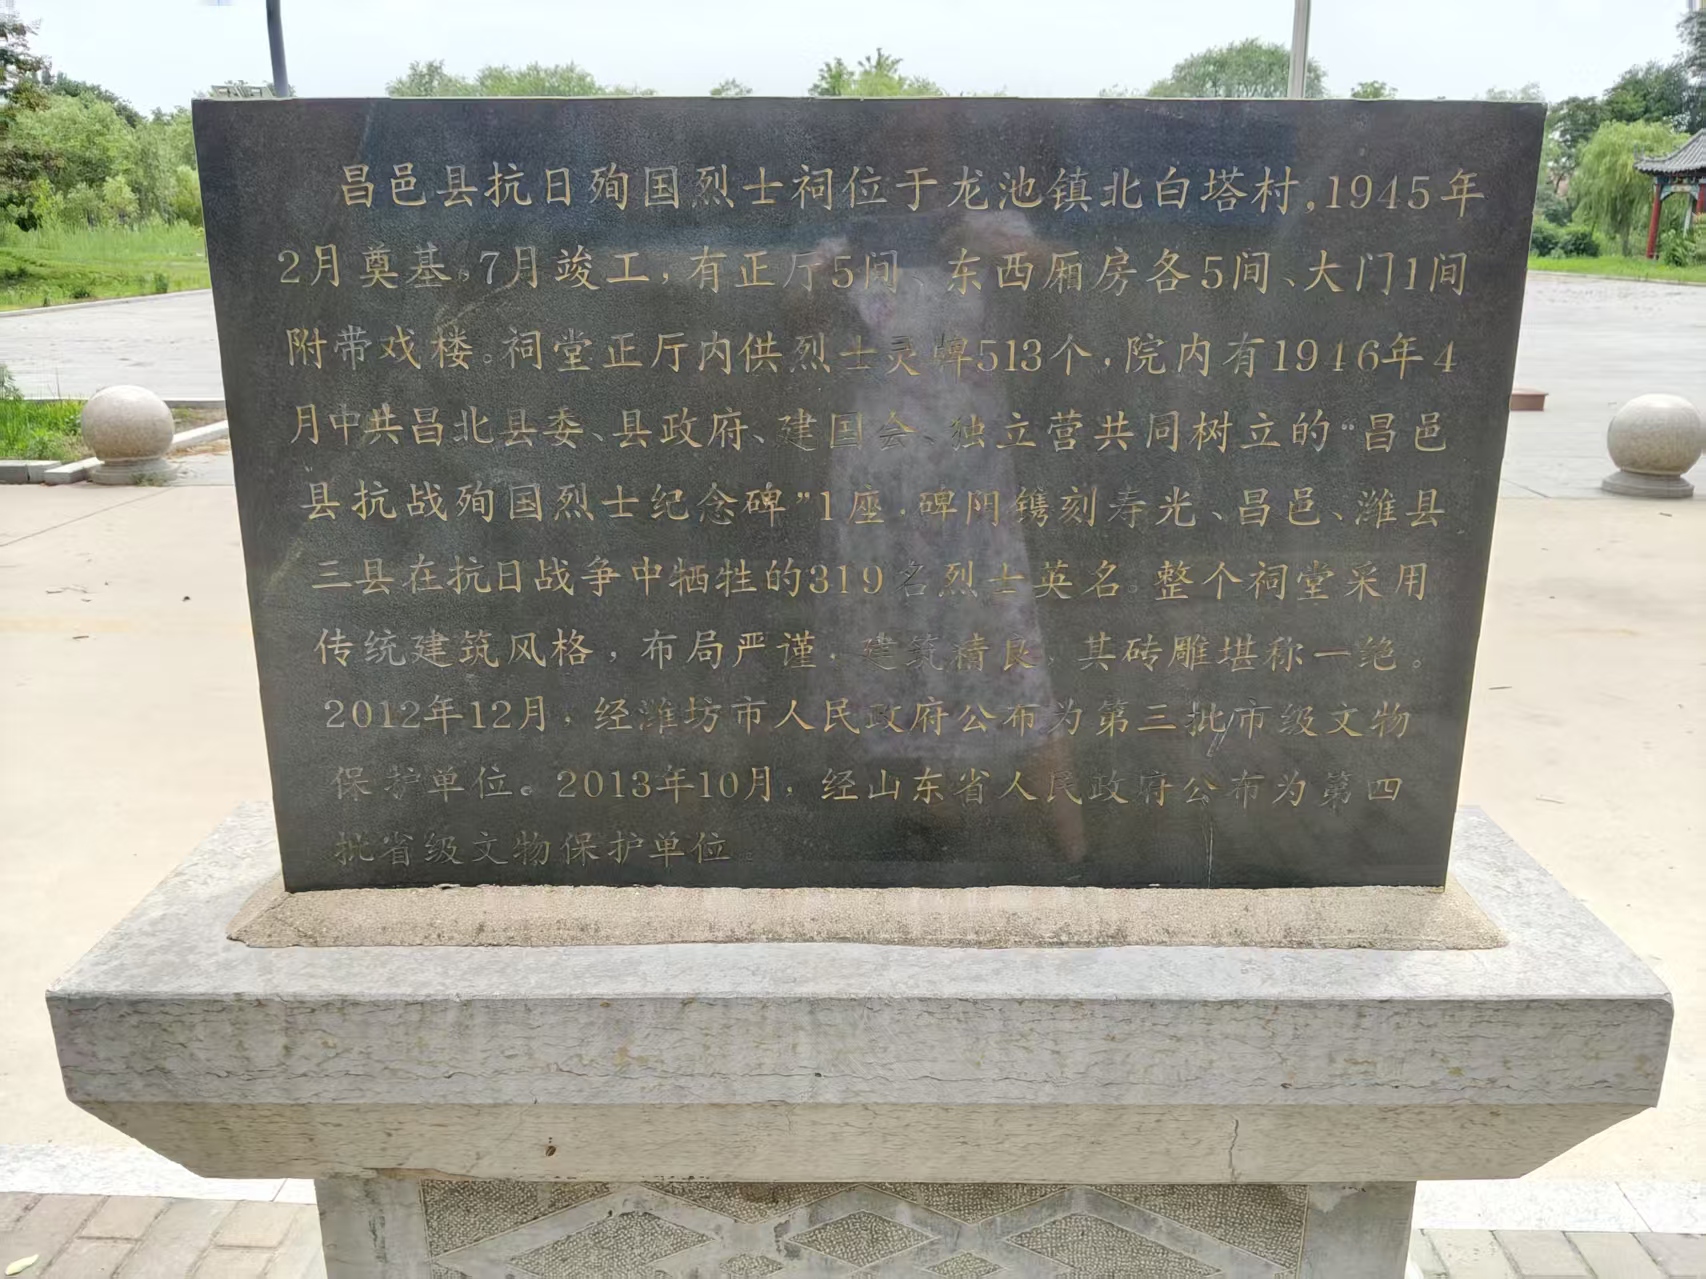 昌邑县抗日殉国烈士祠位于龙池镇北白塔村,1945年
2月奠基。7月竣工,有正厅5间、东西厢房各5间、大门1间
附带戏楼。祠堂正厅内供烈士灵牌513个,院内有1946年4
月中共昌北县委、县政府、建国会、独立营共同树立的“昌邑
县抗战殉国烈士纪念碑”1座,碑阴镌刻寿光、昌邑、潍县
三县在抗日战争中牺牲的319名烈士英名。整个祠堂采用
传统建筑风格,布局严谨,建筑精良,其砖雕堪称一绝。
2012年12月,经潍坊市人民政府公布为第三批市级文物
保护单位。2013年10月,经山东省人民政府公布为第四
批省级文物保护单位。